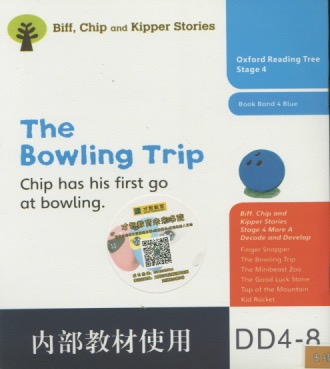 Biff, Chip and Kipper Stories
Oxford Reading Tree
Stage 4
Book Band 4 Blue
The
Bowling Trip
Chip has his first go
at bowling.
Biff, Chip and
Kipper Stories
Stage 4 More A
Decode and Develop
Finger Snapper
The Bowling Trip
The Minibeast Zoo
The Good Luck Stone
Top of the Mountain
Kid Rocket
内部教材使用
DD4-8